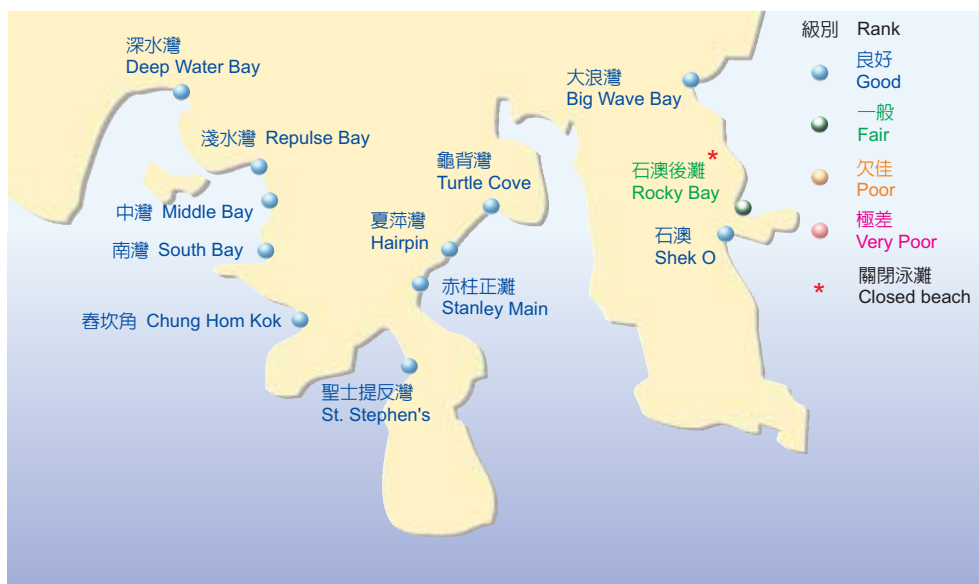 深水灣
Deep Water Bay
淺水灣 Repulse Bay
中灣 Middle Bay
南灣 South Bay
舂坎角 Chung Hom Kok
聖士提反灣
St. Stephen's
赤柱正灘
Stanley Main
夏萍灣
Hairpin
龜背灣
Turtle Cove
大浪灣
Big Wave Bay
石澳後灘 *
Rocky Bay
石澳
Shek O
級別 Rank
良好
Good
一般
Fair
欠佳
Poor
極差
Very Poor
* 關閉泳灘
Closed beach